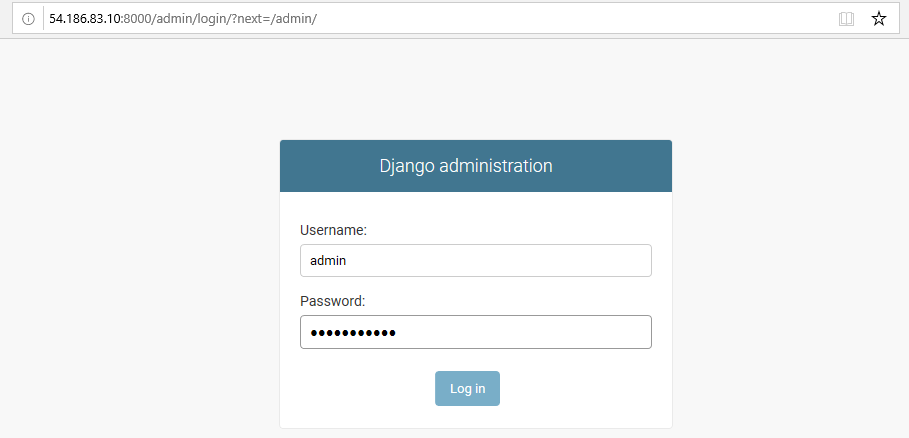 54.186.83.10:8000/admin/login/?next=/admin/
Django administration
Username:
admin
Password:
•••••••••••
Log in